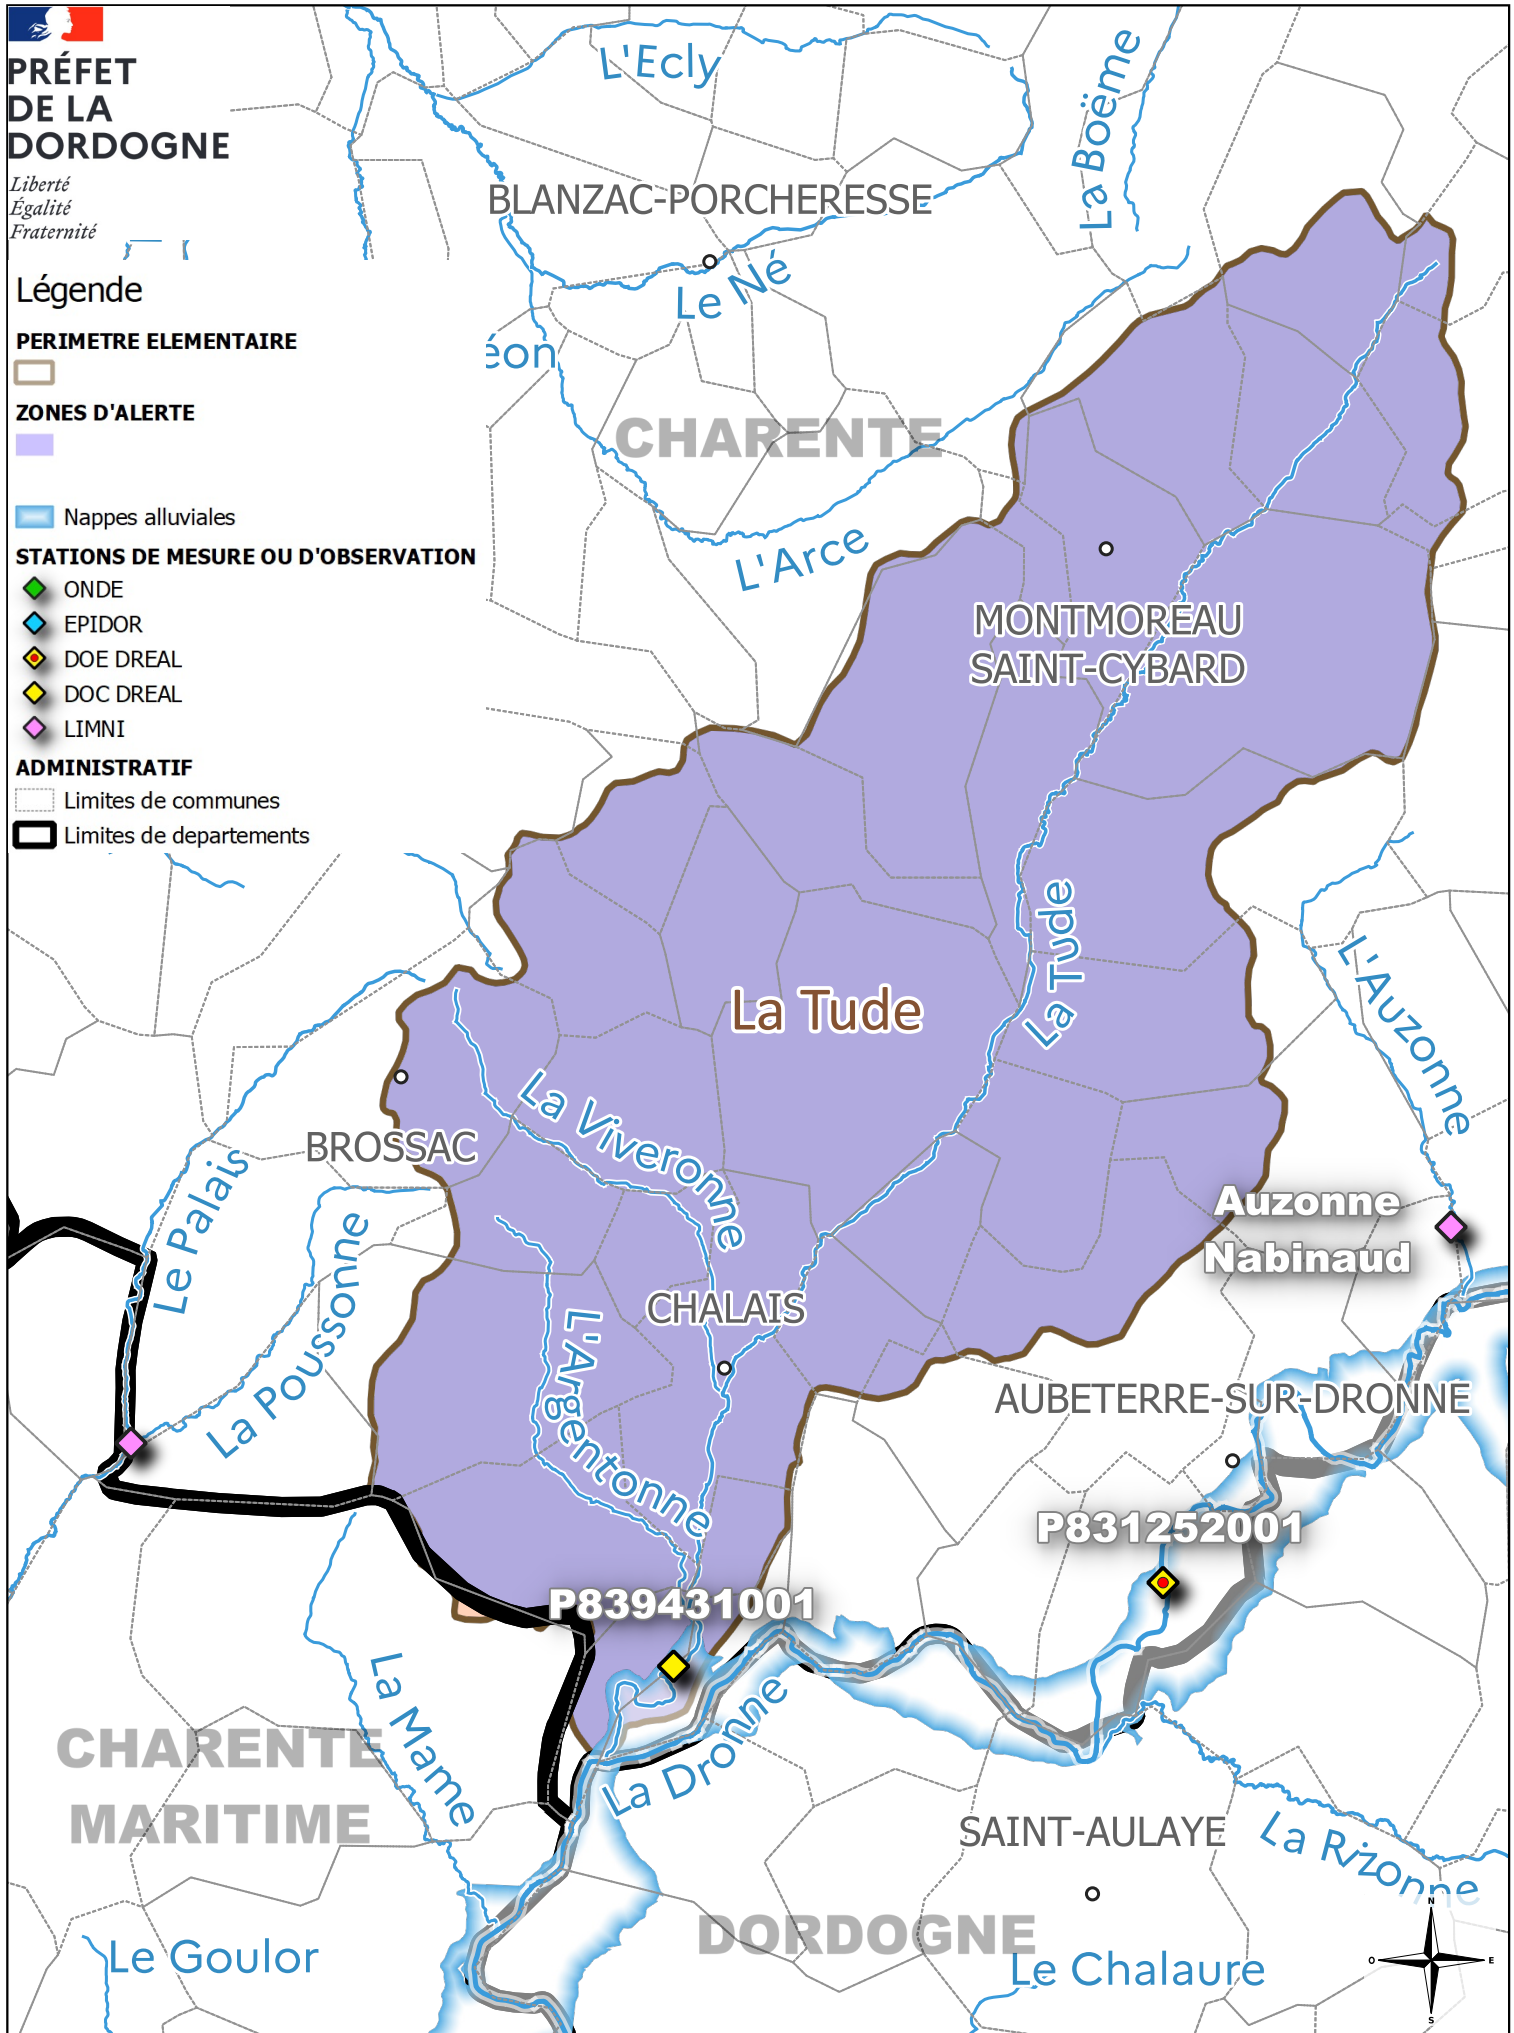 PRÉFET
DE LA
DORDOGNE
Liberté
Égalité
Fraternité
Légende
PERIMETRE ELEMENTAIRE
ZONES D'ALERTE
Nappes alluviales
STATIONS DE MESURE OU D'OBSERVATION
ONDE
EPIDOR
DOE DREAL
DOC DREAL
LIMNI
ADMINISTRATIF
Limites de communes
Limites de departements
L'Ecly
La Boëme
BLANZAC-PORCHERESSE
Le Né
éon
CHARENTE
L'Arce
MONTMOREAU
SAINT-CYBARD
La Tude
La Tude
L'Auzonne
La Viveronne
BROSSAC
Le Palais
La Poussonne
Auzonne
Nabinaud
CHALAIS
L'Argentonne
AUBETERRE-SUR-DRONNE
P831252001
P839431001
La Mame
La Dronne
CHARENTE
MARITIME
SAINT-AULAYE
La Rizonne
DORDOGNE
Le Goulor
Le Chalaure
N
O
E
S